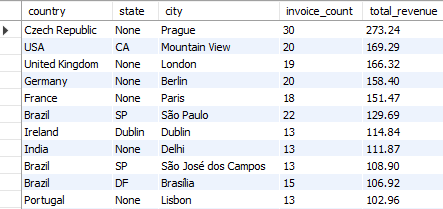 country state city invoice_count total_revenue
Czech Republic None Prague 30 273.24
USA CA Mountain View 20 169.29
United Kingdom None London 19 166.32
Germany None Berlin 20 158.40
France None Paris 18 151.47
Brazil SP São Paulo 22 129.69
Ireland Dublin Dublin 13 114.84
India None Delhi 13 111.87
Brazil SP São José dos Campos 13 108.90
Brazil DF Brasília 15 106.92
Portugal None Lisbon 13 102.96